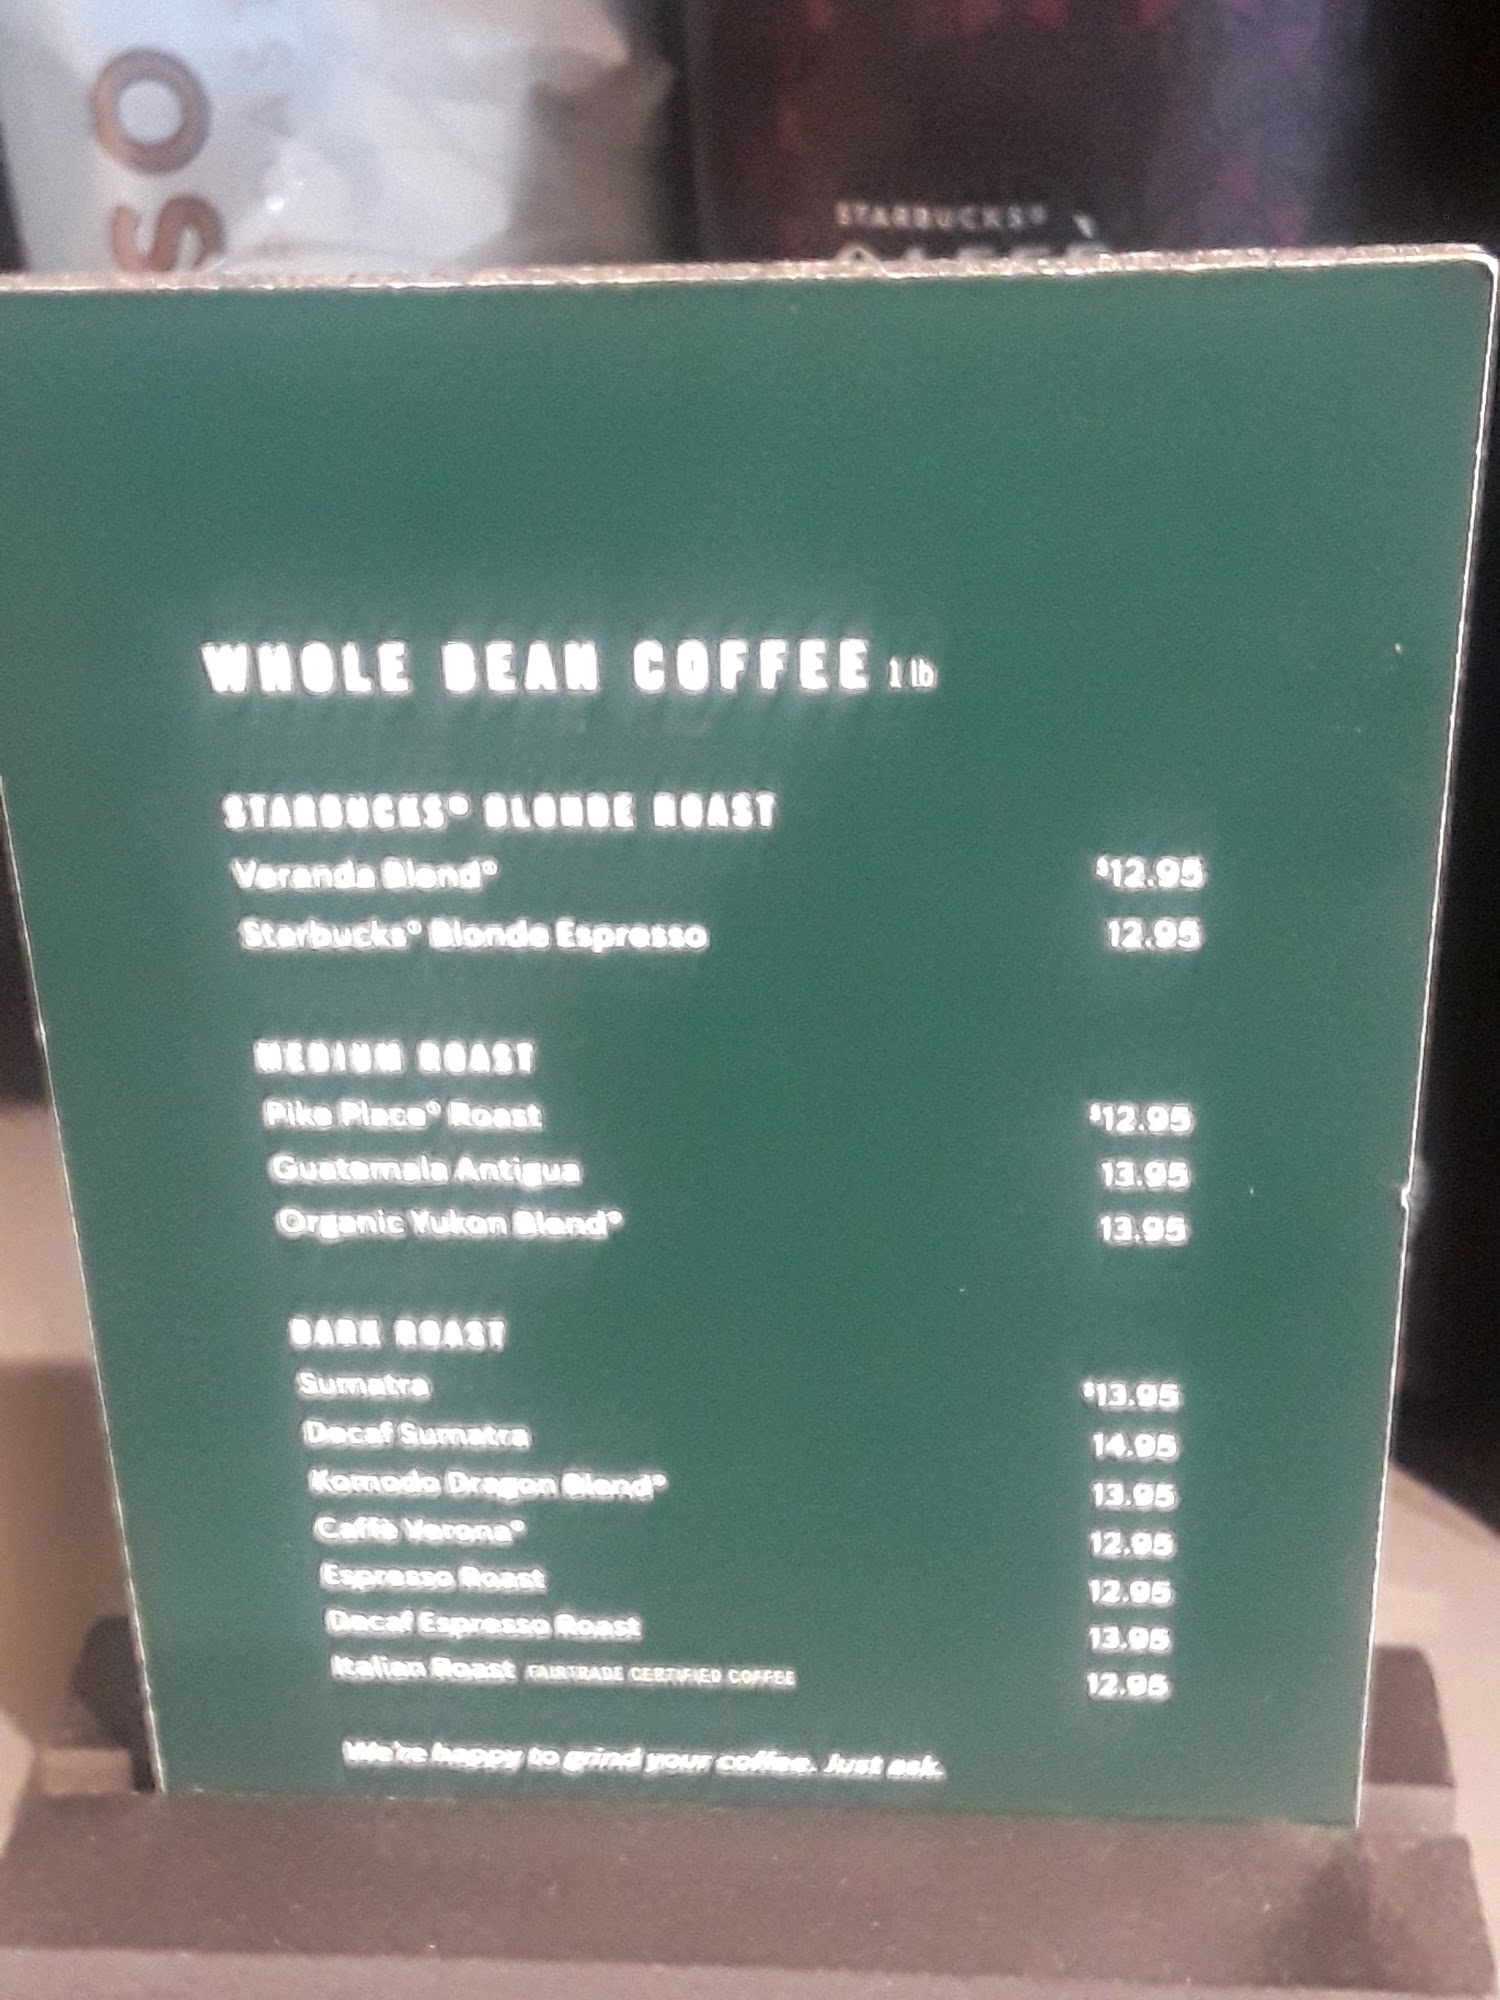 SO
STARBUCKS®
WHOLE BEAN COFFEE 1 lb
STARBUCKS® BLONDE ROAST
Veranda Blend® $12.95
Starbucks® Blonde Espresso 12.95
MEDIUM ROAST
Pike Place® Roast $12.95
Guatemala Antigua 13.95
Organic Yukon Blend® 13.95
DARK ROAST
Sumatra $13.95
Decaf Sumatra 14.95
Komodo Dragon Blend® 13.95
Caffè Verona® 12.95
Espresso Roast 12.95
Decaf Espresso Roast 13.95
Italian Roast FAIRTRADE CERTIFIED COFFEE 12.95
We're happy to grind your coffee. Just ask.